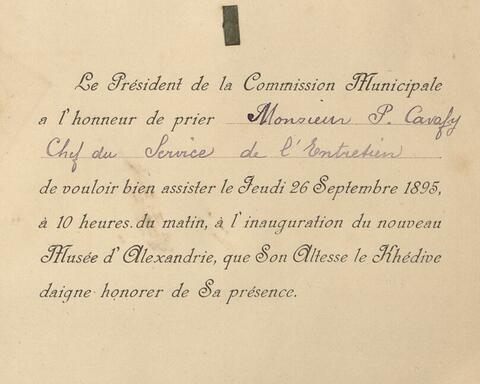 Le Président de la Commission Municipale
a l'honneur de prier Monsieur P. Cavafy
Chef du Service de l'Entretien
de vouloir bien assister le Jeudi 26 Septembre 1895,
à 10 heures du matin, à l'inauguration du nouveau
Musée d'Alexandrie, que Son Altesse le Khédive
daigne honorer de Sa présence.